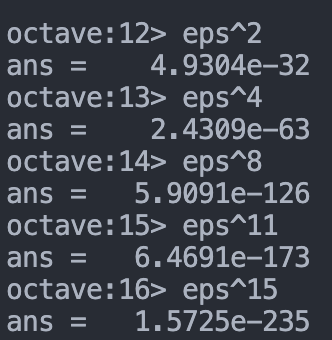 octave:12> eps^2
ans =    4.9304e-32
octave:13> eps^4
ans =    2.4309e-63
octave:14> eps^8
ans =   5.9091e-126
octave:15> eps^11
ans =   6.4691e-173
octave:16> eps^15
ans =   1.5725e-235